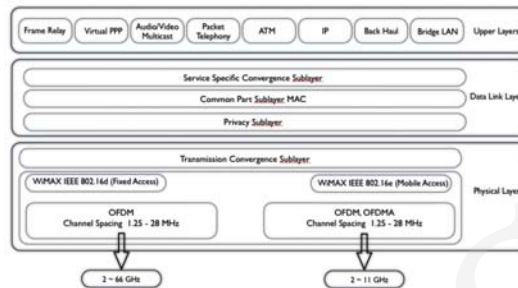 Frame Relay
Virtual PPP
Audio/Video
Multicast
Packet
Telephony
ATM
IP
Back Haul
Bridge LAN
Upper Layers
Service Specific Convergence Sublayer
Common Part Sublayer MAC
Privacy Sublayer
Data Link Laye
Transmission Convergence Sublayer
WiMAX IEEE 802.16d (Fixed Access)
WiMAX IEEE 802.16e (Mobile Access)
Physical Layer
OFDM
Channel Spacing 1.25 - 28 MHz
OFDM, OFDMA
Channel Spacing 1.25 - 28 MHz
2 ~ 66 GHz
2 ~ 11 GHz